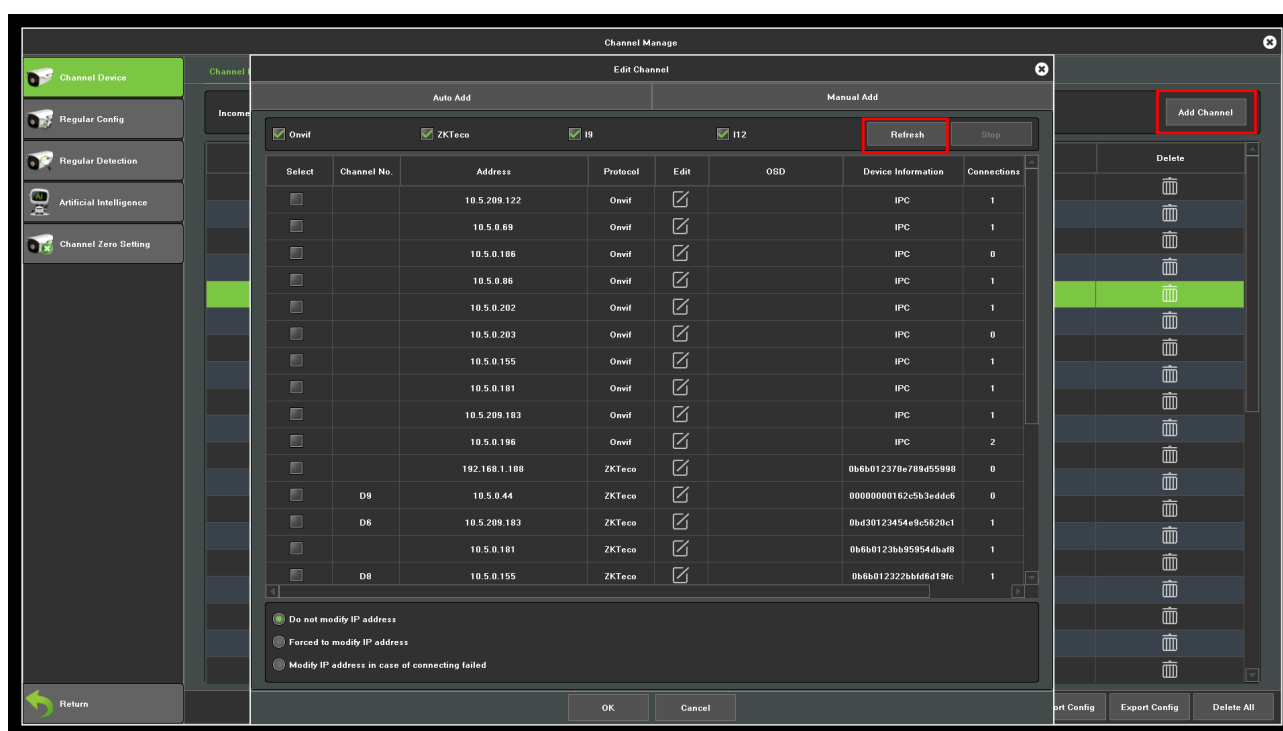 Channel Manage
Channel Device
Regular Config
Regular Detection
Artificial Intelligence
Channel Zero Setting
Return
Channel
Income
Add Channel
Delete
Edit Channel
Auto Add Manual Add
Onvif ZKTeco I9 I12 Refresh Stop
Select Channel No. Address Protocol Edit OSD Device Information Connections
10.5.209.122 Onvif IPC 1
10.5.0.69 Onvif IPC 1
10.5.0.186 Onvif IPC 0
10.5.0.86 Onvif IPC 1
10.5.0.202 Onvif IPC 1
10.5.0.203 Onvif IPC 0
10.5.0.155 Onvif IPC 1
10.5.0.181 Onvif IPC 1
10.5.209.183 Onvif IPC 1
10.5.0.196 Onvif IPC 2
192.168.1.188 ZKTeco 0b6b012378e789d55998 0
D9 10.5.0.44 ZKTeco 00000000162c5b3eddc6 0
D6 10.5.209.183 ZKTeco 0bd30123454e9c5620c1 1
10.5.0.181 ZKTeco 0b6b0123bb95954dbaf8 1
D8 10.5.0.155 ZKTeco 0b6b012322bbfd6d19fc 1
Do not modify IP address
Forced to modify IP address
Modify IP address in case of connecting failed
OK Cancel
ort Config Export Config Delete All